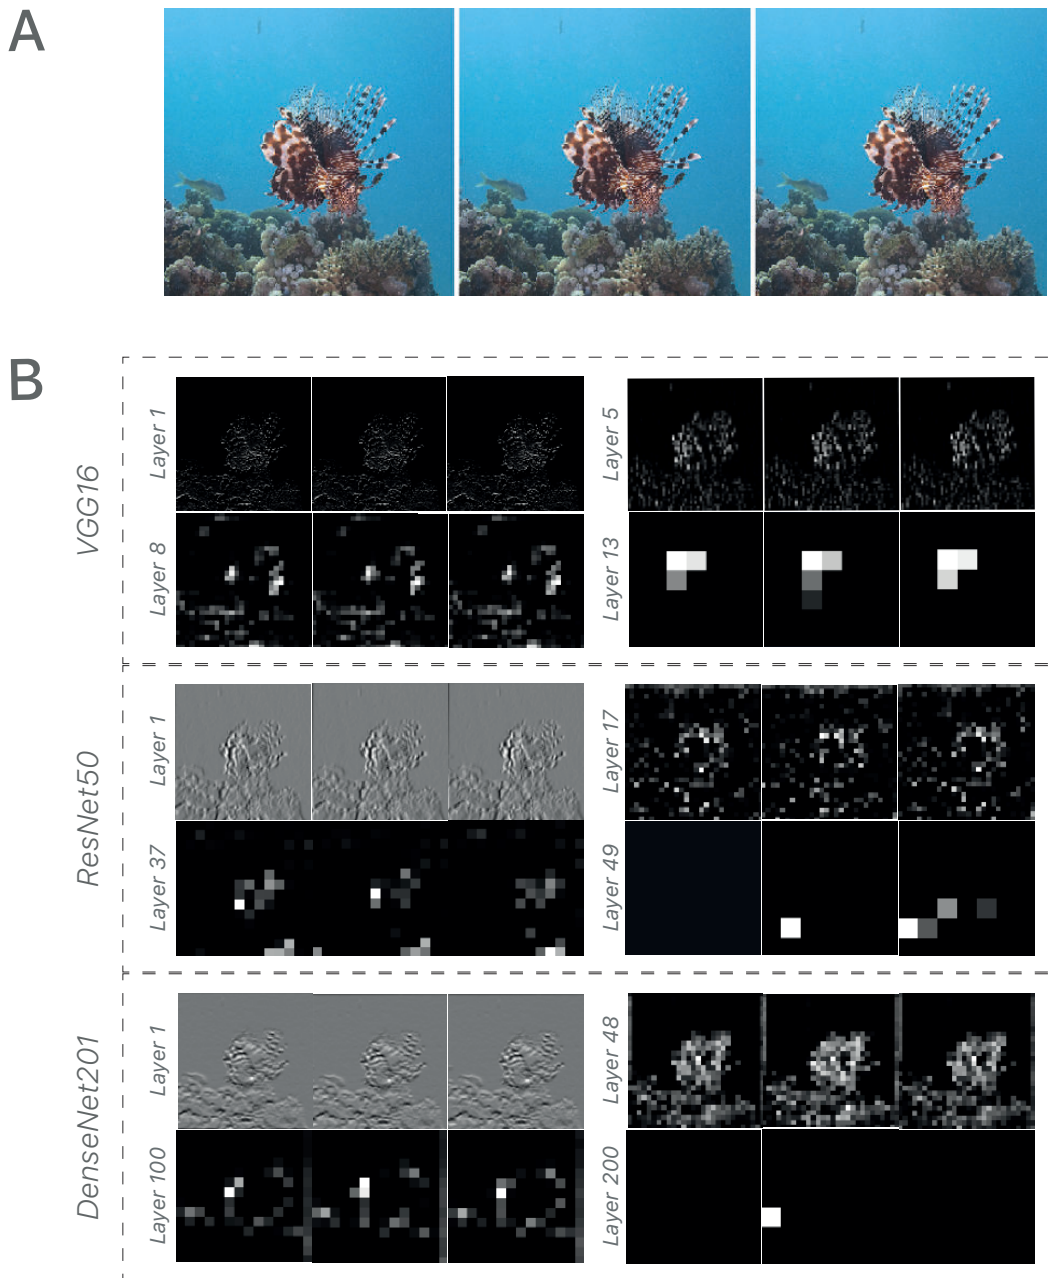 A
B
VGG16
Layer 1
Layer 5
Layer 8
Layer 13
ResNet50
Layer 1
Layer 17
Layer 37
Layer 49
DenseNet201
Layer 1
Layer 48
Layer 100
Layer 200